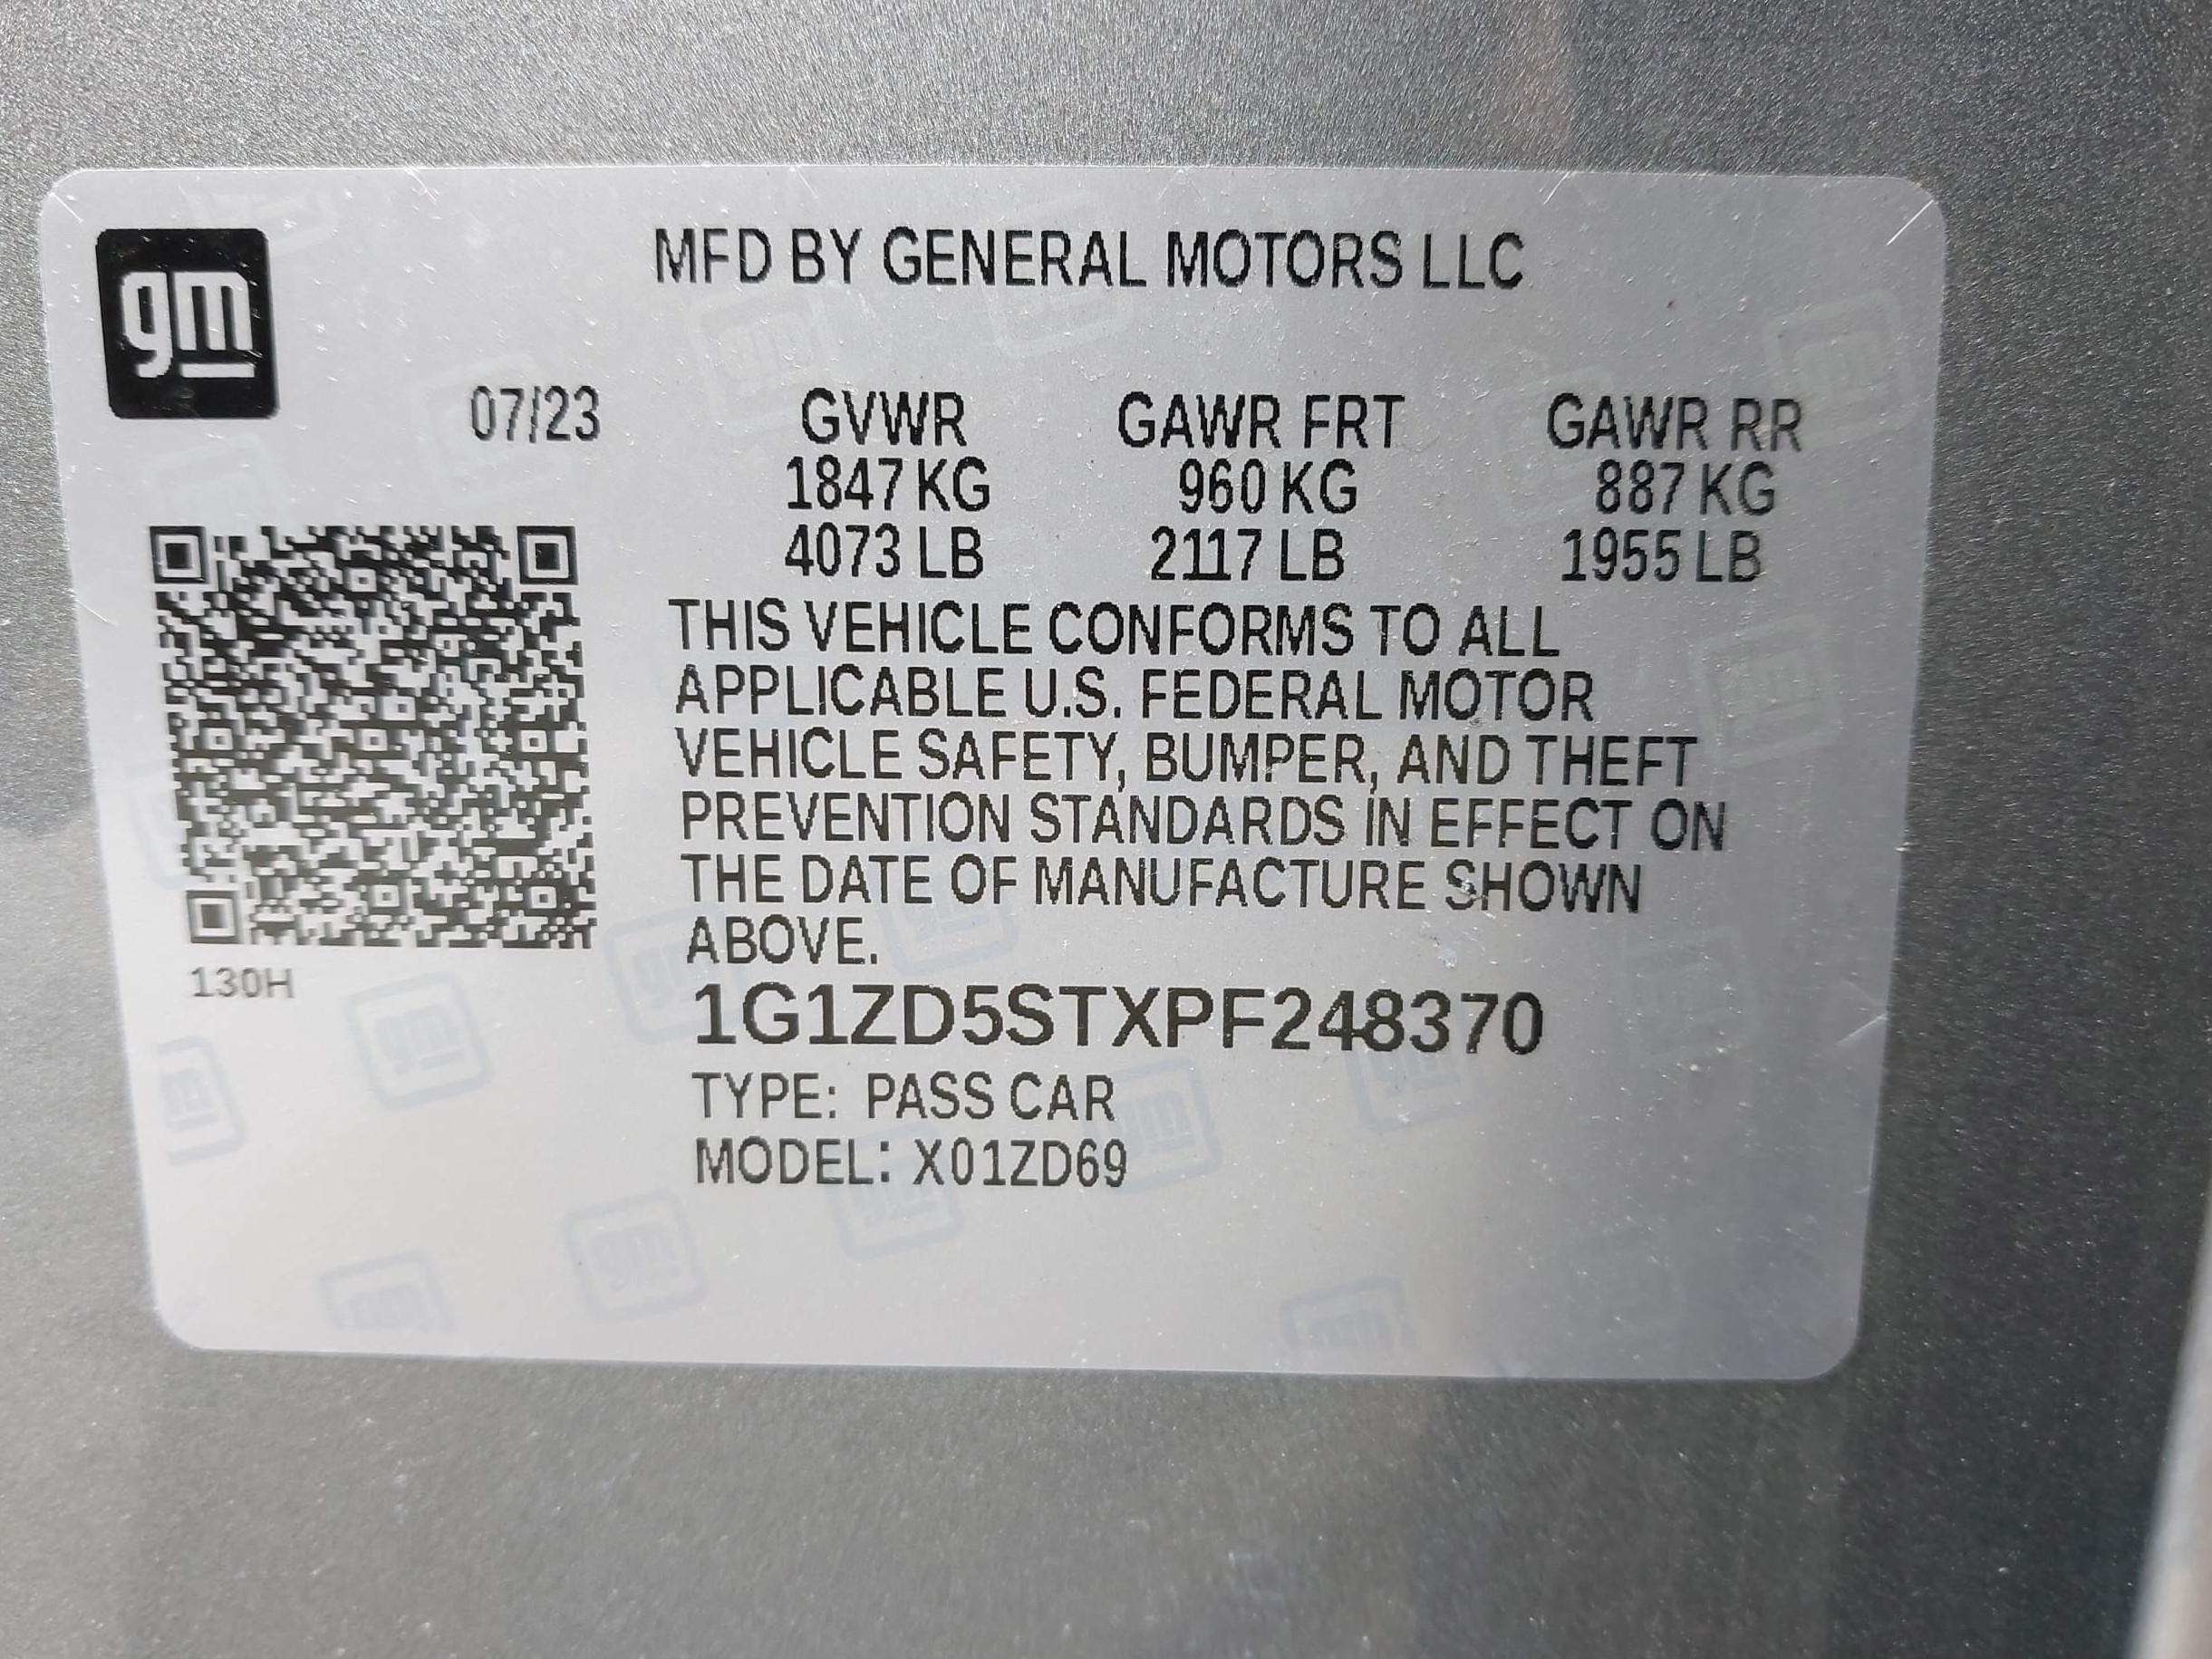 gm
MFD BY GENERAL MOTORS LLC
07/23 GVWR GAWR FRT GAWR RR
1847 KG 960 KG 887 KG
4073 LB 2117 LB 1955 LB
THIS VEHICLE CONFORMS TO ALL
APPLICABLE U.S. FEDERAL MOTOR
VEHICLE SAFETY, BUMPER, AND THEFT
PREVENTION STANDARDS IN EFFECT ON
THE DATE OF MANUFACTURE SHOWN
ABOVE.
130H
1G1ZD5STXPF248370
TYPE: PASS CAR
MODEL: X01ZD69